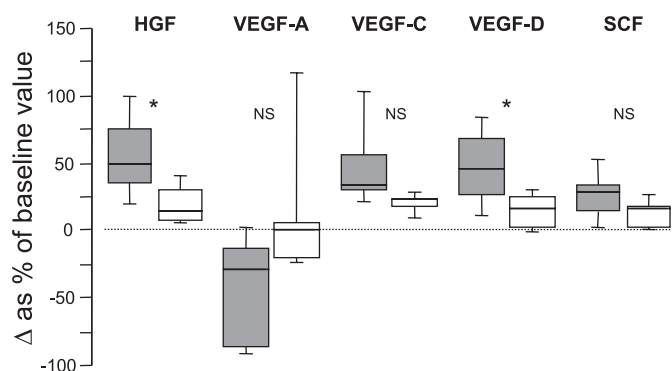 HGF VEGF-A VEGF-C VEGF-D SCF
150
100
50
0
-50
-100
Δ as % of baseline value
* NS NS * NS